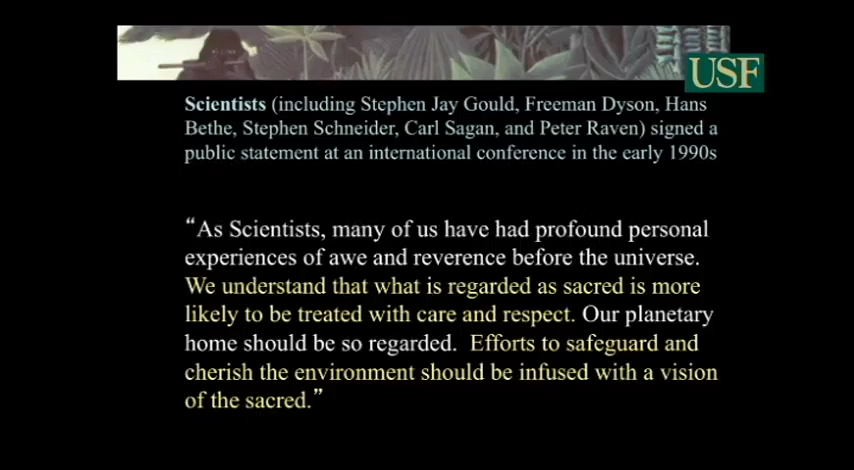 USF
Scientists (including Stephen Jay Gould, Freeman Dyson, Hans
Bethe, Stephen Schneider, Carl Sagan, and Peter Raven) signed a
public statement at an international conference in the early 1990s
“As Scientists, many of us have had profound personal
experiences of awe and reverence before the universe.
We understand that what is regarded as sacred is more
likely to be treated with care and respect. Our planetary
home should be so regarded.  Efforts to safeguard and
cherish the environment should be infused with a vision
of the sacred.”